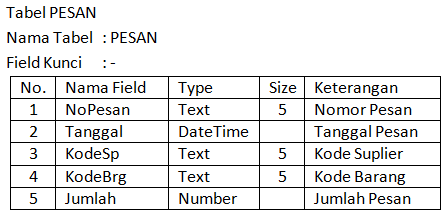 Tabel PESAN
Nama Tabel : PESAN
Field Kunci : -
No. Nama Field Type Size Keterangan
1 NoPesan Text 5 Nomor Pesan
2 Tanggal DateTime Tanggal Pesan
3 KodeSp Text 5 Kode Suplier
4 KodeBrg Text 5 Kode Barang
5 Jumlah Number Jumlah Pesan